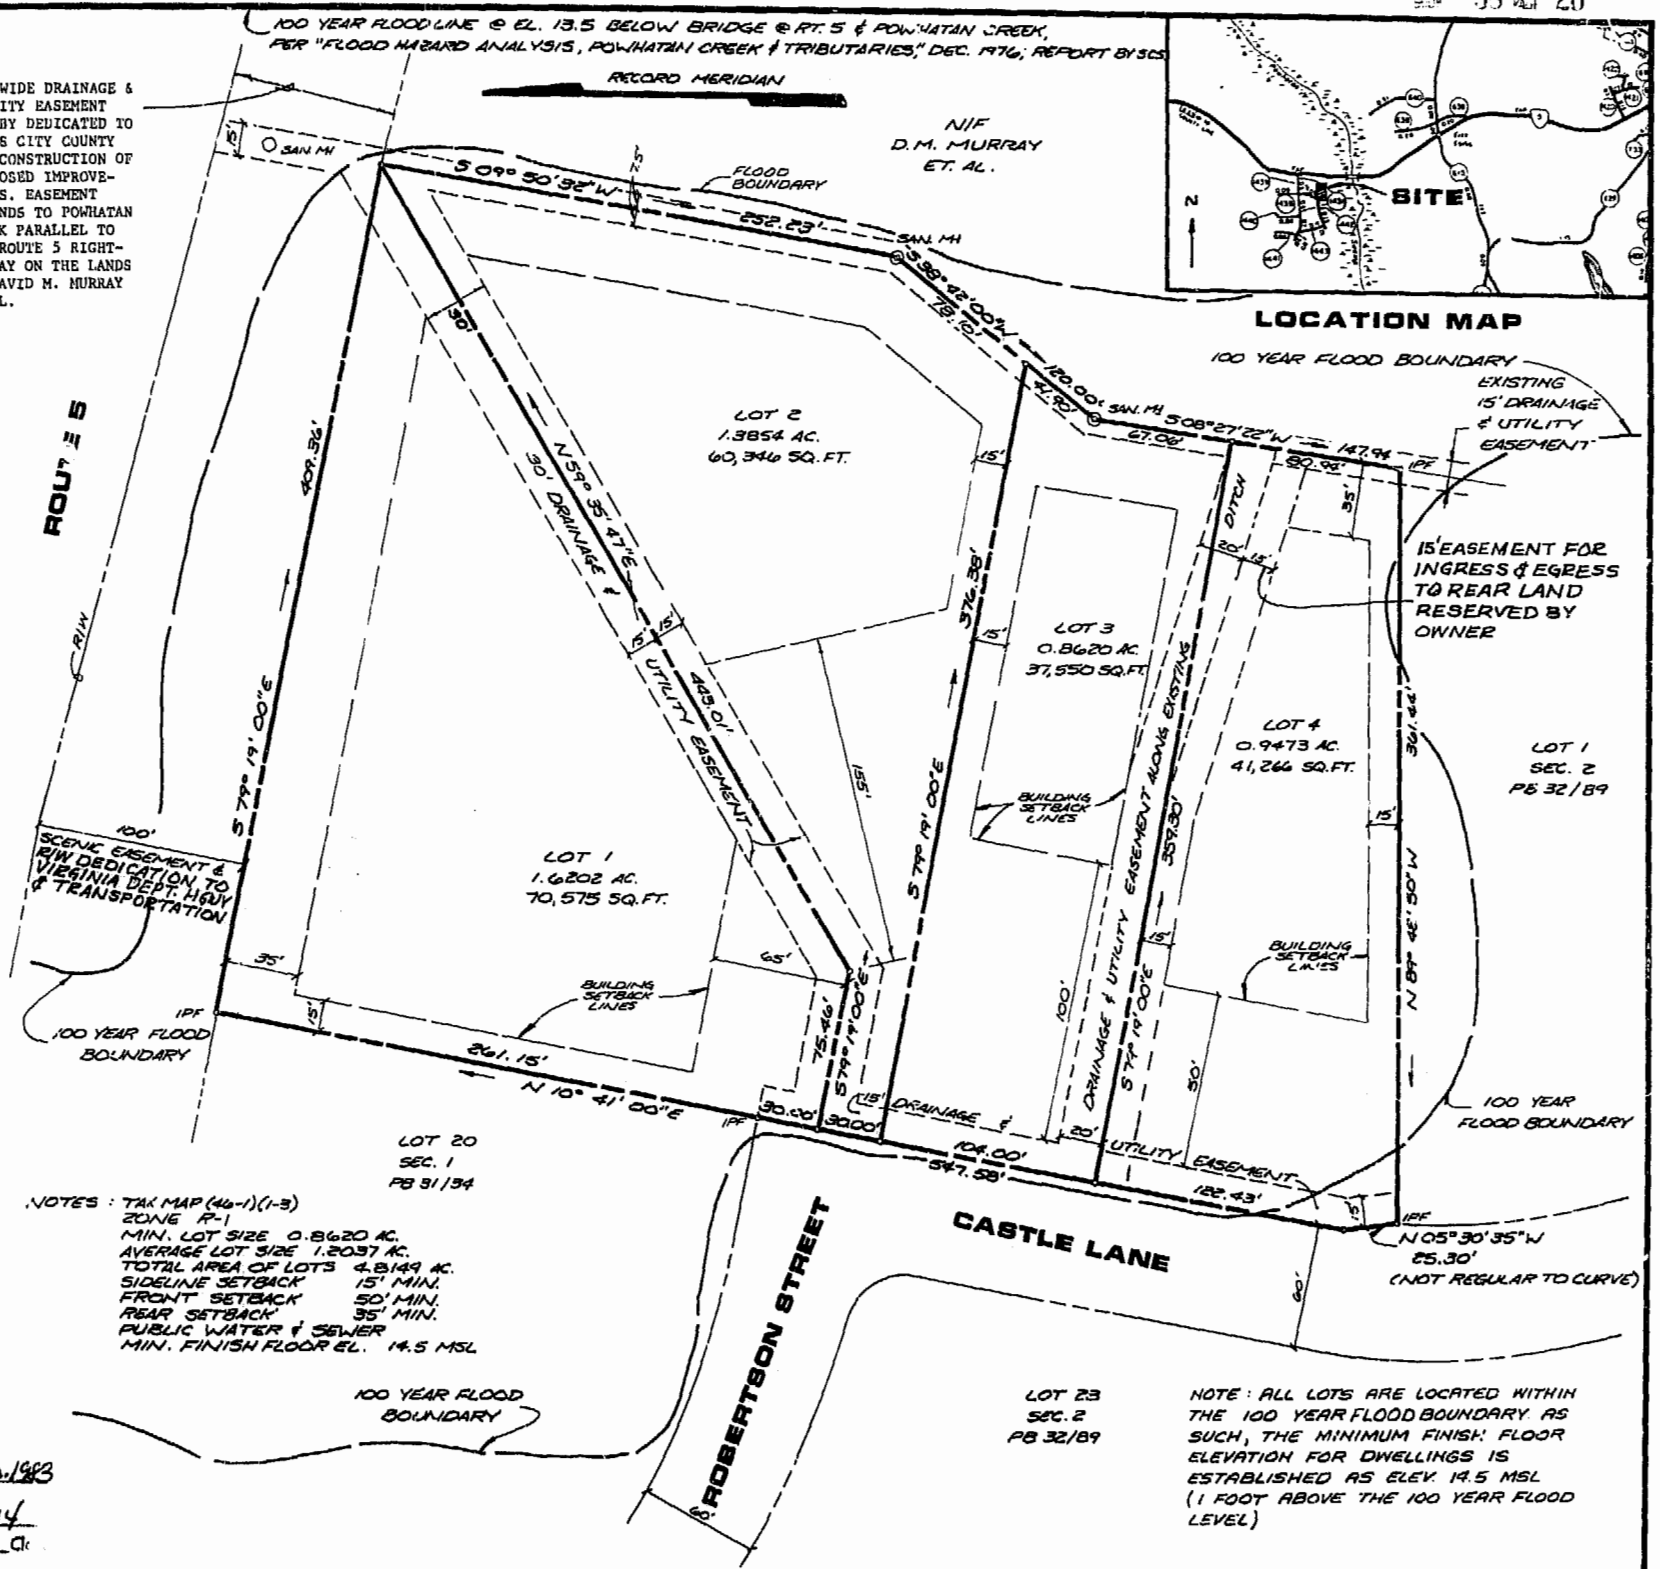 100 YEAR FLOOD LINE @ EL. 13.5 BELOW BRIDGE @ RT. 5 & POWHATAN CREEK,
PER "FLOOD HAZARD ANALYSIS, POWHATAN CREEK & TRIBUTARIES," DEC. 1976, REPORT BY SCS
RECORD MERIDIAN
WIDE DRAINAGE &
ITY EASEMENT
BY DEDICATED TO
S CITY COUNTY
CONSTRUCTION OF
OSED IMPROVE-
S. EASEMENT
NDS TO POWHATAN
K PARALLEL TO
ROUTE 5 RIGHT-
AY ON THE LANDS
AVID M. MURRAY
L.
15'
SAN MH
N/F
D.M. MURRAY
ET. AL.
FLOOD
BOUNDARY
S 09° 50' 32" W
252.23'
7.5'
SAN. MH
S 38° 42' 00" W
78.10'
120.00'
41.90'
SAN. MH
S 08° 27' 22" W
67.06'
147.94
80.94'
IPF
N
SITE
LOCATION MAP
100 YEAR FLOOD BOUNDARY
EXISTING
15' DRAINAGE
& UTILITY
EASEMENT
ROUTE 5
R/W
409.36'
S 79° 19' 00" E
30'
N 59° 35' 47" E
30' DRAINAGE &
UTILITY EASEMENT
15' 15'
445.01'
LOT 2
1.3854 AC.
60,346 SQ. FT.
15'
376.38'
15'
S 79° 19' 00" E
155'
LOT 3
0.8620 AC.
37,550 SQ. FT.
BUILDING
SETBACK
LINES
DITCH
20' 15'
35'
15' EASEMENT FOR
INGRESS & EGRESS
TO REAR LAND
RESERVED BY
OWNER
DRAINAGE & UTILITY EASEMENT ALONG EXISTING
359.30'
S 79° 19' 00" E
15'
LOT 4
0.9473 AC.
41,266 SQ. FT.
15'
361.44'
N 89° 42' 50" W
LOT 1
SEC. 2
PB 32/89
BUILDING
SETBACK
LINES
100'
SCENIC EASEMENT &
R/W DEDICATION TO
VIRGINIA DEPT. HGWY
& TRANSPORTATION
LOT 1
1.6202 AC.
70,575 SQ. FT.
35'
15'
65'
BUILDING
SETBACK
LINES
75.46'
S 79° 19' 00" E
100'
50'
IPF
100 YEAR FLOOD
BOUNDARY
261.15'
N 10° 41' 00" E
IPF
30.00'
30.00'
15' DRAINAGE &
UTILITY EASEMENT
20'
104.00'
547.58'
122.43'
15'
IPF
N 05° 30' 35" W
25.30'
(NOT REGULAR TO CURVE)
100 YEAR
FLOOD BOUNDARY
LOT 20
SEC. 1
PB 31/34
CASTLE LANE
60'
ROBERTSON STREET
NOTES : TAX MAP (46-1)(1-3)
ZONE R-1
MIN. LOT SIZE 0.8620 AC.
AVERAGE LOT SIZE 1.2037 AC.
TOTAL AREA OF LOTS 4.8149 AC.
SIDELINE SETBACK 15' MIN.
FRONT SETBACK 50' MIN.
REAR SETBACK 35' MIN.
PUBLIC WATER & SEWER
MIN. FINISH FLOOR EL. 14.5 MSL
100 YEAR FLOOD
BOUNDARY
LOT 23
SEC. 2
PB 32/89
NOTE : ALL LOTS ARE LOCATED WITHIN
THE 100 YEAR FLOOD BOUNDARY. AS
SUCH, THE MINIMUM FINISH FLOOR
ELEVATION FOR DWELLINGS IS
ESTABLISHED AS ELEV. 14.5 MSL
(1 FOOT ABOVE THE 100 YEAR FLOOD
LEVEL)